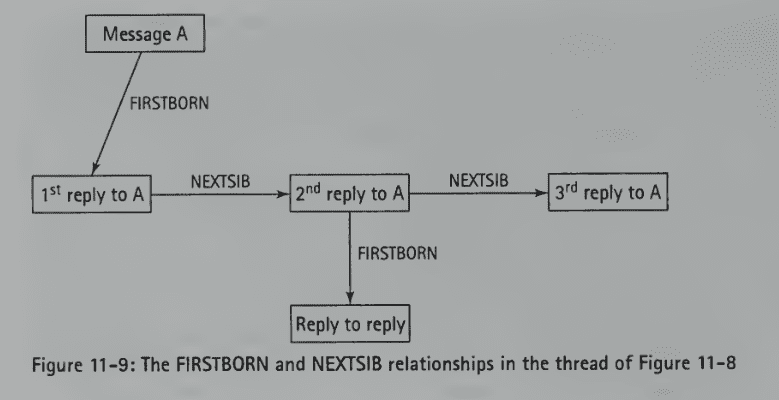 Message A
FIRSTBORN
1st reply to A
NEXTSIB
2nd reply to A
NEXTSIB
3rd reply to A
FIRSTBORN
Reply to reply
Figure 11-9: The FIRSTBORN and NEXTSIB relationships in the thread of Figure 11-8